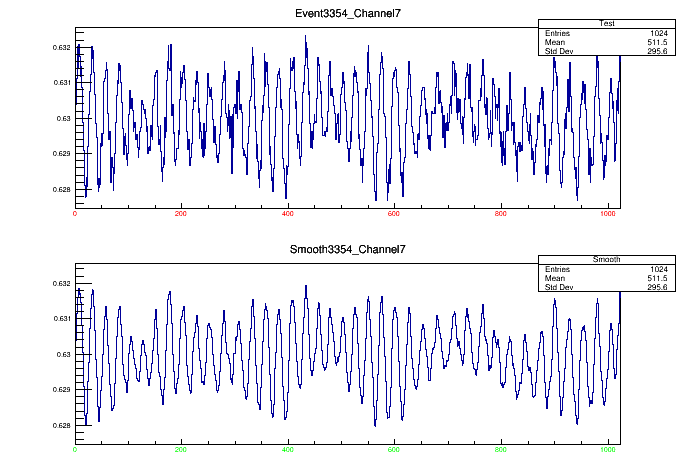 Event3354_Channel7
Test
Entries 1024
Mean 511.5
Std Dev 295.6
0.632
0.631
0.63
0.629
0.628
0 200 400 600 800 1000
Smooth3354_Channel7
Smooth
Entries 1024
Mean 511.5
Std Dev 295.6
0.632
0.631
0.63
0.629
0.628
0 200 400 600 800 1000